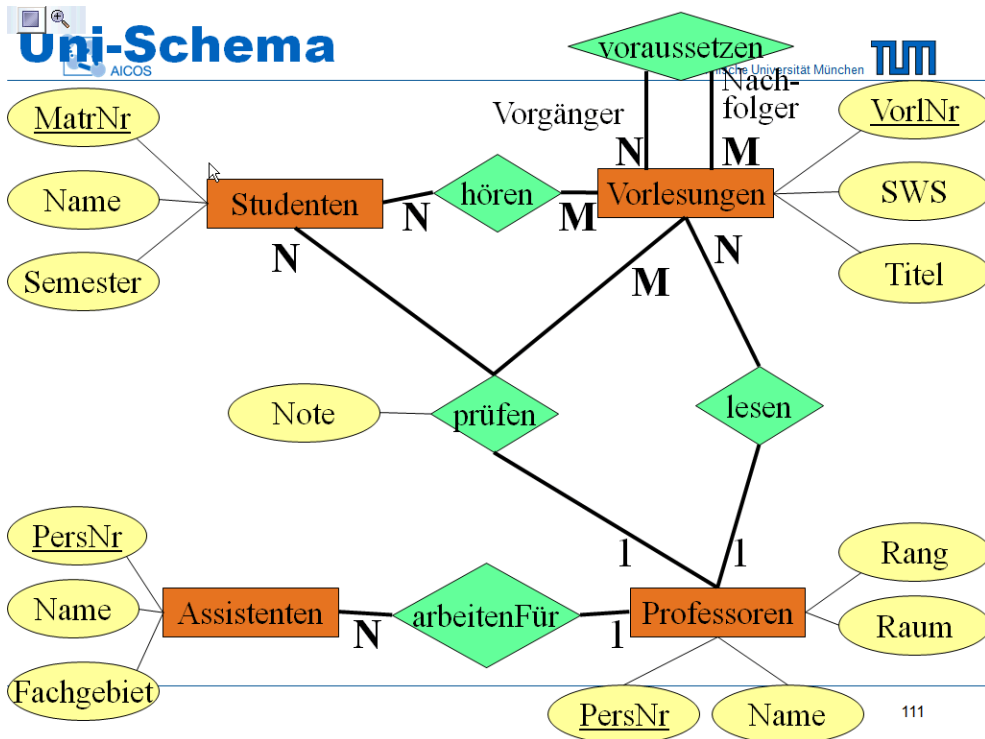 Uni-Schema
AICOS
voraussetzen
nische Universität München
TUM
Vorgänger
Nach-
folger
N
M
MatrNr
Name
Semester
Studenten
N
hören
M
Vorlesungen
VorlNr
SWS
Titel
N
M
N
Note
prüfen
lesen
1
1
PersNr
Name
Fachgebiet
Assistenten
N
arbeitenFür
1
Professoren
Rang
Raum
PersNr
Name
111